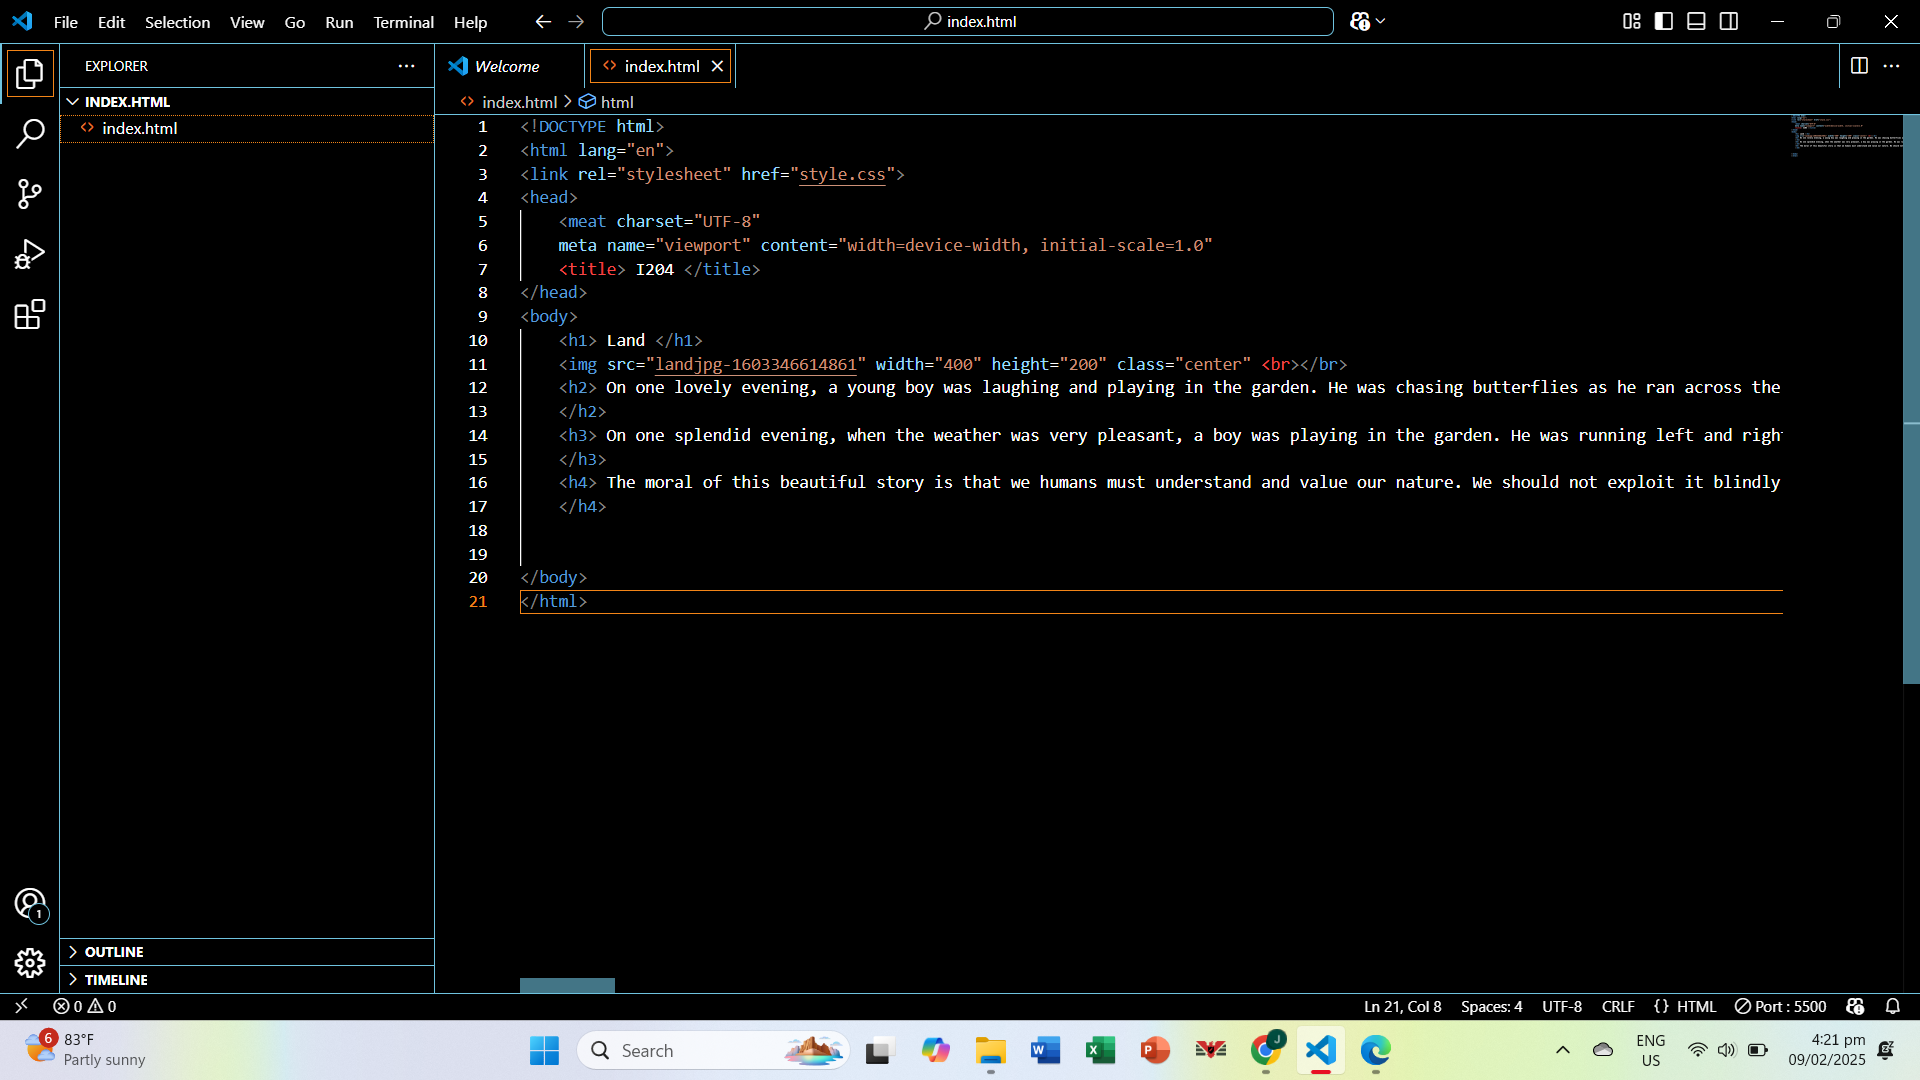 File Edit Selection View Go Run Terminal Help
index.html
EXPLORER
INDEX.HTML
index.html
Welcome
index.html
index.html > html
1 <!DOCTYPE html>
2 <html lang="en">
3 <link rel="stylesheet" href="style.css">
4 <head>
5 <meat charset="UTF-8"
6 meta name="viewport" content="width=device-width, initial-scale=1.0"
7 <title> I204 </title>
8 </head>
9 <body>
10 <h1> Land </h1>
11 <img src="landjpg-1603346614861" width="400" height="200" class="center" <br></br>
12 <h2> On one lovely evening, a young boy was laughing and playing in the garden. He was chasing butterflies as he ran across the
13 </h2>
14 <h3> On one splendid evening, when the weather was very pleasant, a boy was playing in the garden. He was running left and righ
15 </h3>
16 <h4> The moral of this beautiful story is that we humans must understand and value our nature. We should not exploit it blindly
17 </h4>
18
19
20 </body>
21 </html>
1
OUTLINE
TIMELINE
0 0
Ln 21, Col 8 Spaces: 4 UTF-8 CRLF {} HTML Port : 5500
6
83°F
Partly sunny
Search
W
X
P
J
ENG
US
4:21 pm
09/02/2025